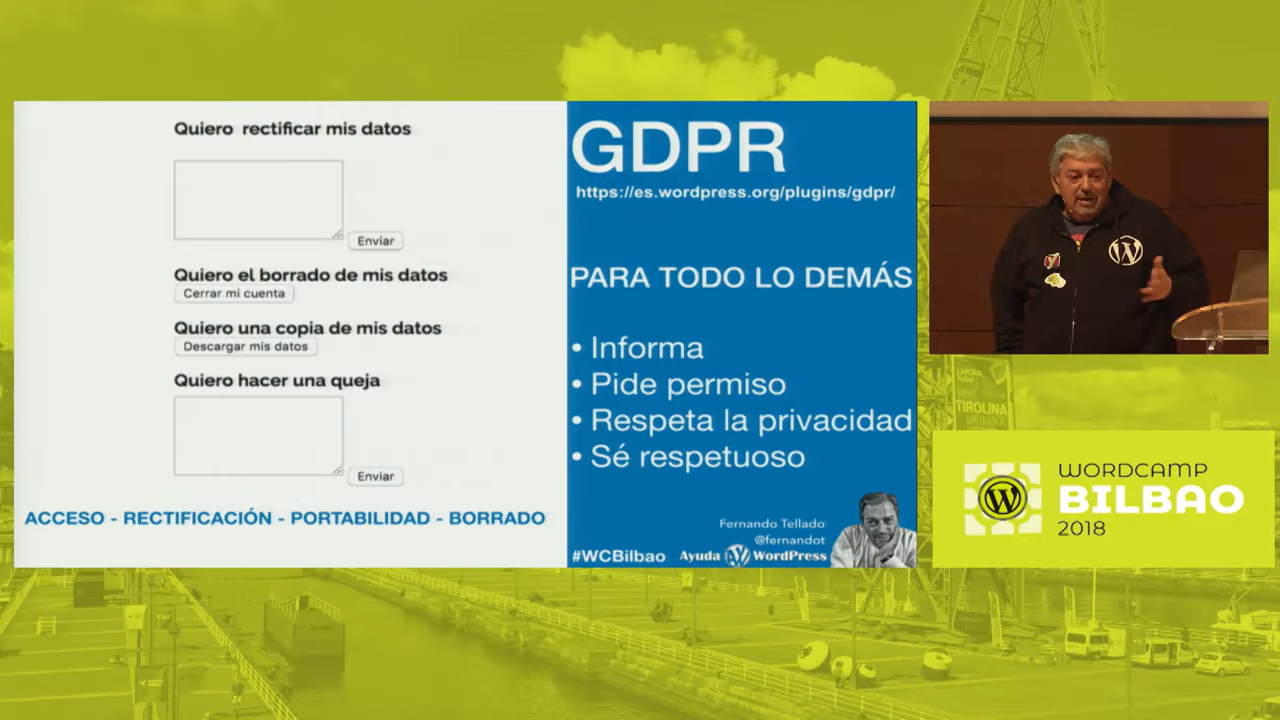 Quiero rectificar mis datos
Enviar
Quiero el borrado de mis datos
Cerrar mi cuenta
Quiero una copia de mis datos
Descargar mis datos
Quiero hacer una queja
Enviar
ACCESO - RECTIFICACIÓN - PORTABILIDAD - BORRADO
GDPR
https://es.wordpress.org/plugins/gdpr/
PARA TODO LO DEMÁS
• Informa
• Pide permiso
• Respeta la privacidad
• Sé respetuoso
Fernando Tellado
@fernandot
#WCBilbao
Ayuda WordPress
TIROLINA
WORDCAMP
BILBAO
2018